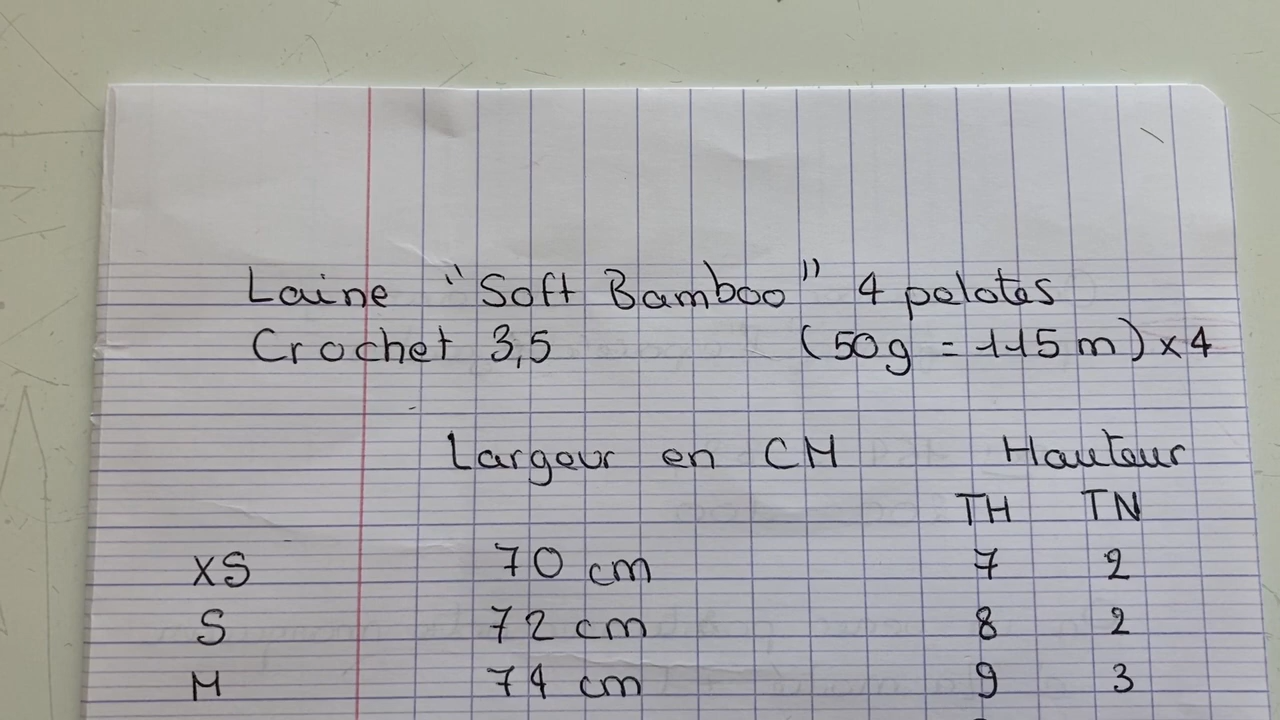 Laine "Soft Bamboo" 4 pelotes
Crochet 3,5 (50g = 115 m) x 4
Largeur en CM Hauteur
TH TN
XS 70 cm 7 2
S 72 cm 8 2
M 74 cm 9 3